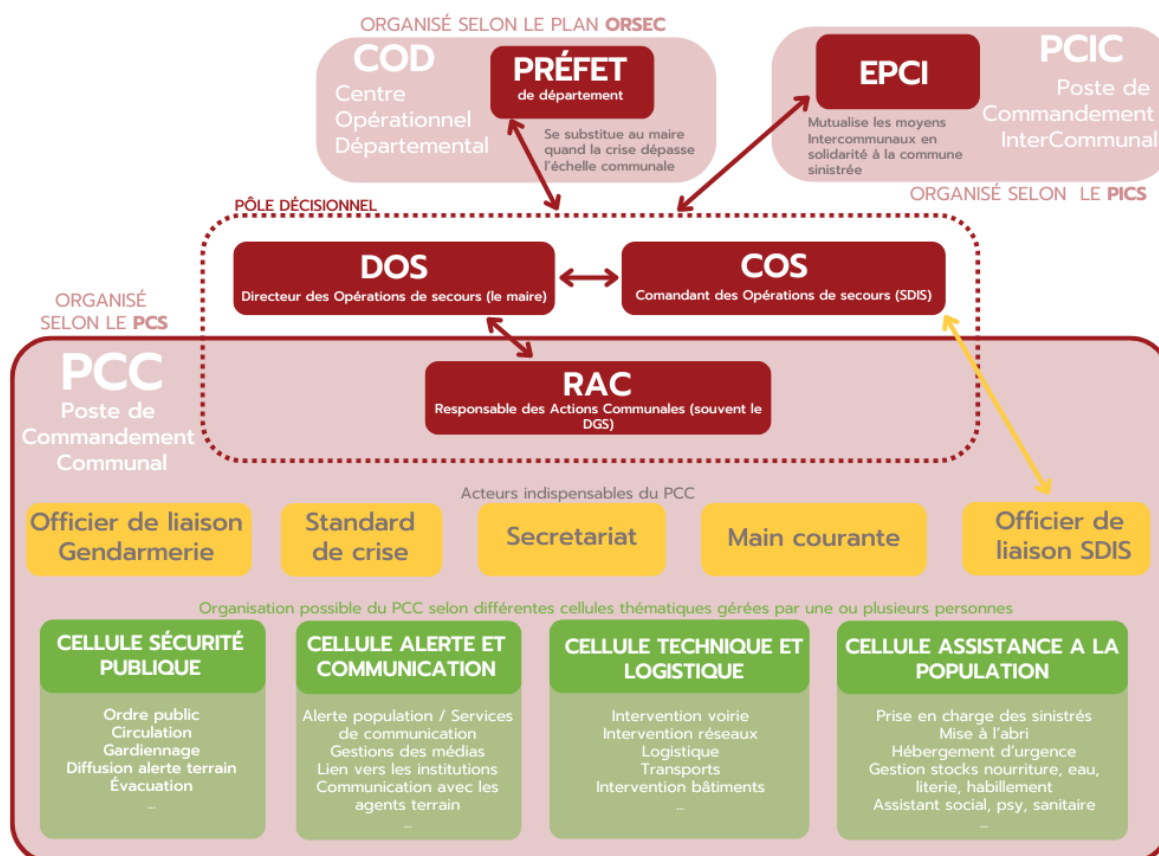 ORGANISÉ SELON LE PLAN ORSEC
COD
Centre
Opérationnel
Départemental
PRÉFET
de département
Se substitue au maire
quand la crise dépasse
l'échelle communale
EPCI
Mutualise les moyens
Intercommunaux en
solidarité à la commune
sinistrée
PCIC
Poste de
Commandement
InterCommunal
ORGANISÉ SELON LE PICS
PÔLE DÉCISIONNEL
DOS
Directeur des Opérations de secours (le maire)
COS
Comandant des Opérations de secours (SDIS)
ORGANISÉ
SELON LE PCS
PCC
Poste de
Commandement
Communal
RAC
Responsable des Actions Communales (souvent le
DGS)
Acteurs indispensables du PCC
Officier de liaison
Gendarmerie
Standard
de crise
Secretariat
Main courante
Officier de
liaison SDIS
Organisation possible du PCC selon différentes cellules thématiques gérées par une ou plusieurs personnes
CELLULE SÉCURITÉ
PUBLIQUE
Ordre public
Circulation
Gardiennage
Diffusion alerte terrain
Évacuation
...
CELLULE ALERTE ET
COMMUNICATION
Alerte population / Services
de communication
Gestions des médias
Lien vers les institutions
Communication avec les
agents terrain
...
CELLULE TECHNIQUE ET
LOGISTIQUE
Intervention voirie
Intervention réseaux
Logistique
Transports
Intervention bâtiments
...
CELLULE ASSISTANCE A LA
POPULATION
Prise en charge des sinistrés
Mise à l'abri
Hébergement d'urgence
Gestion stocks nourriture, eau,
literie, habillement
Assistant social, psy, sanitaire
...